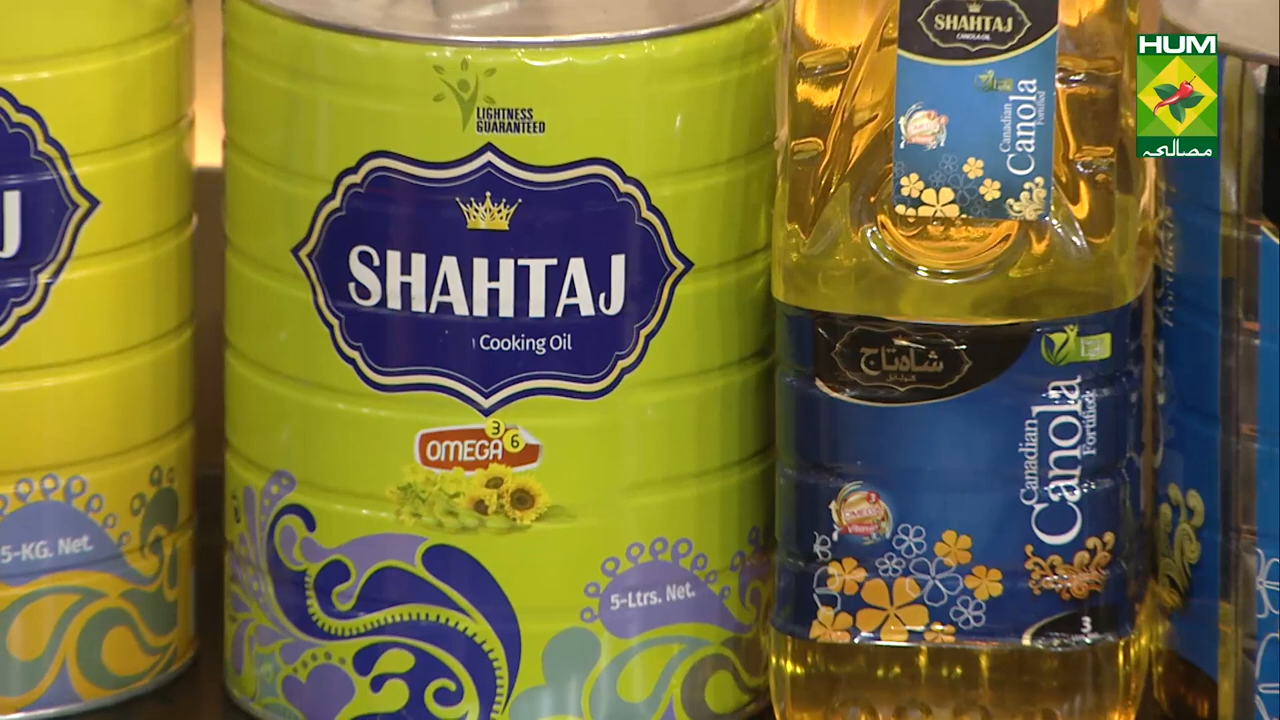 J
5-KG. Net.
LIGHTNESS
GUARANTEED
SHAHTAJ
Cooking Oil
OMEGA 3 6
5-Ltrs. Net.
SHAHTAJ
CANOLA OIL
Canadian
Canola
Fortified
شاہتاج
Canadian
Canola
Fortified
3
HUM
مصالحہ